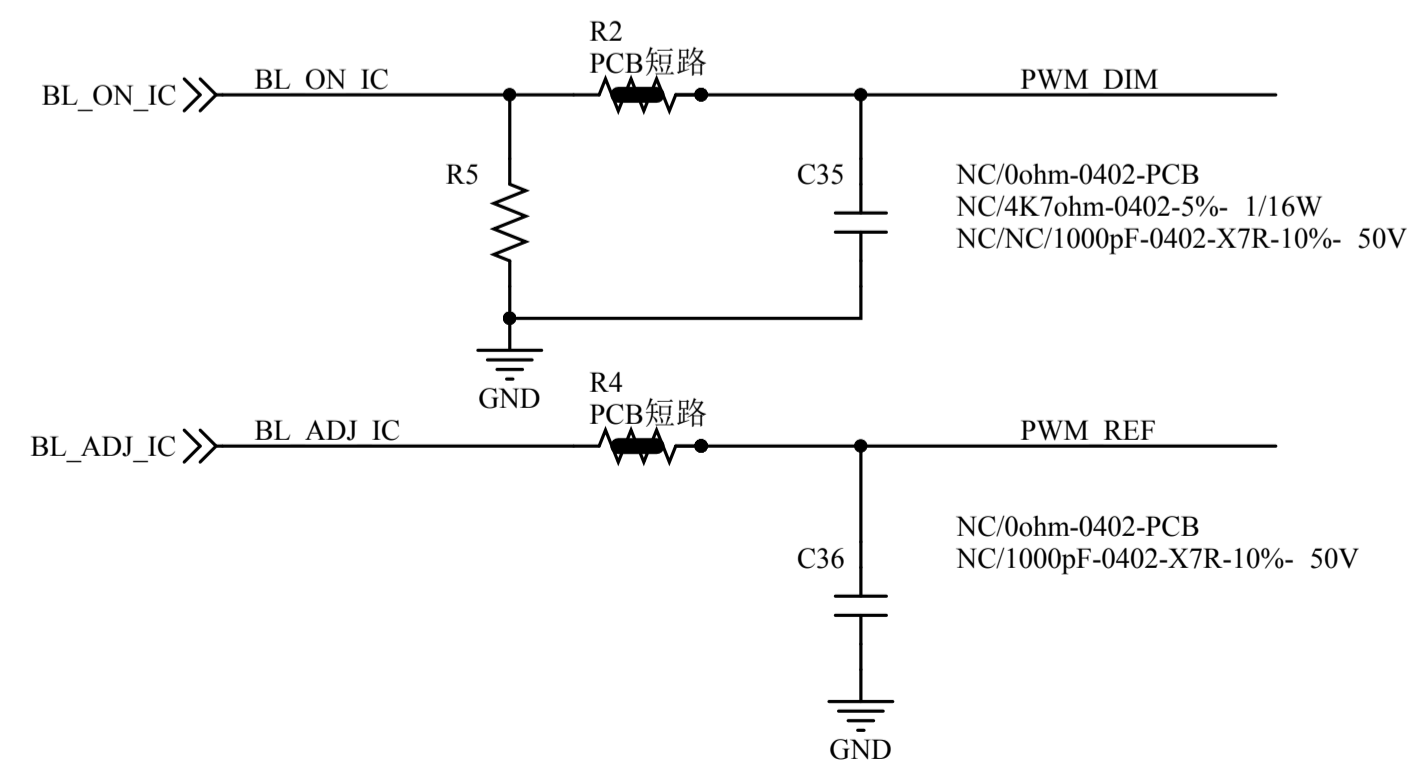 R2
PCB短路
BL_ON_IC
BL_ON_IC
PWM_DIM
R5
C35
NC/0ohm-0402-PCB
NC/4K7ohm-0402-5%- 1/16W
NC/NC/1000pF-0402-X7R-10%- 50V
GND
R4
PCB短路
BL_ADJ_IC
BL_ADJ_IC
PWM_REF
NC/0ohm-0402-PCB
C36
NC/1000pF-0402-X7R-10%- 50V
GND